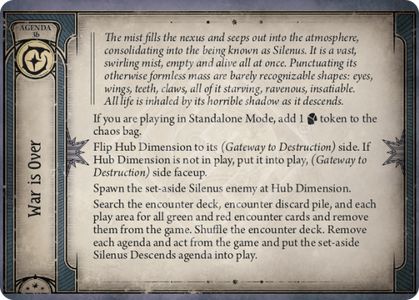 AGENDA
3b
War is Over
The mist fills the nexus and seeps out into the atmosphere,
consolidating into the being known as Silenus. It is a vast,
swirling mist, empty and alive all at once. Punctuating its
otherwise formless mass are barely recognizable shapes: eyes,
wings, teeth, claws, all of it starving, ravenous, insatiable.
All life is inhaled by its horrible shadow as it descends.
If you are playing in Standalone Mode, add 1 token to the
chaos bag.
Flip Hub Dimension to its (Gateway to Destruction) side. If
Hub Dimension is not in play, put it into play, (Gateway to
Destruction) side faceup.
Spawn the set-aside Silenus enemy at Hub Dimension.
Search the encounter deck, encounter discard pile, and each
play area for all green and red encounter cards and remove
them from the game. Shuffle the encounter deck. Remove
each agenda and act from the game and put the set-aside
Silenus Descends agenda into play.